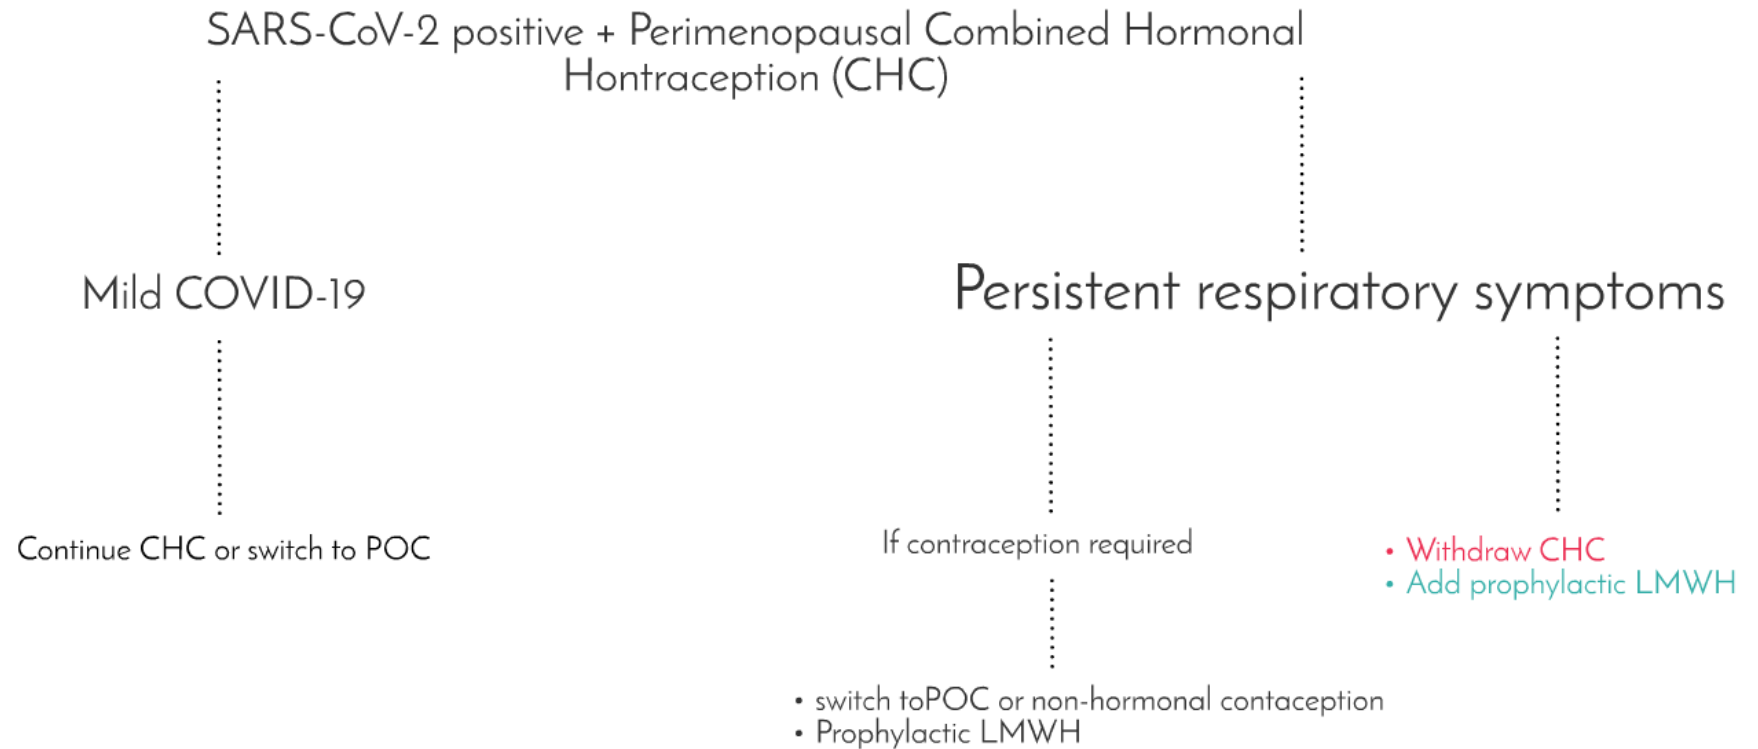 SARS-CoV-2 positive + Perimenopausal Combined Hormonal
Hontraception (CHC)
Mild COVID-19
Persistent respiratory symptoms
Continue CHC or switch to POC
If contraception required
• Withdraw CHC
• Add prophylactic LMWH
• switch toPOC or non-hormonal contaception
• Prophylactic LMWH